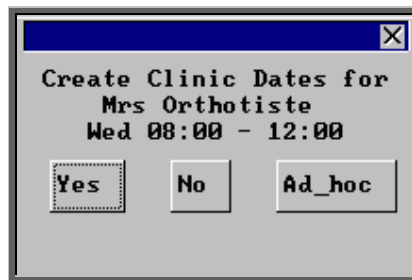 Create Clinic Dates for
Mrs Orthotiste
Wed 08:00 - 12:00
Yes No Ad_hoc